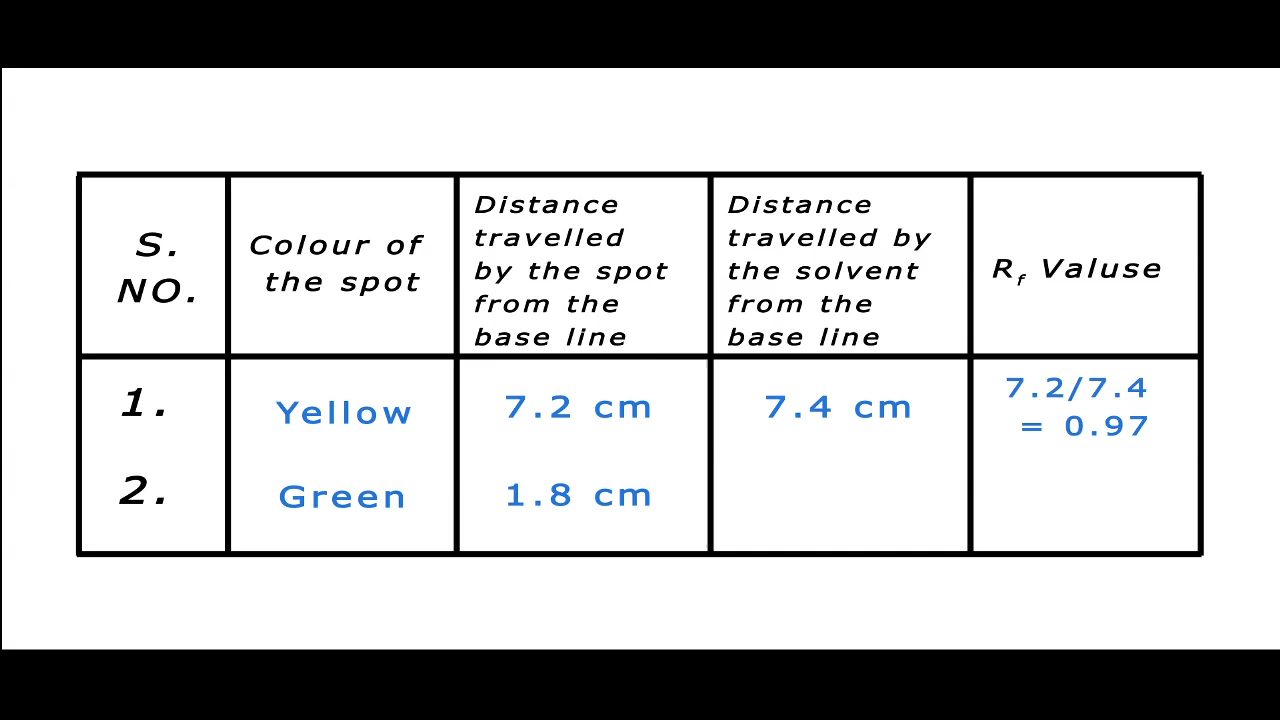 S.
NO.
Colour of
the spot
Distance
travelled
by the spot
from the
base line
Distance
travelled by
the solvent
from the
base line
Rf Valuse
1.
Yellow
7.2 cm
7.4 cm
7.2/7.4
= 0.97
2.
Green
1.8 cm